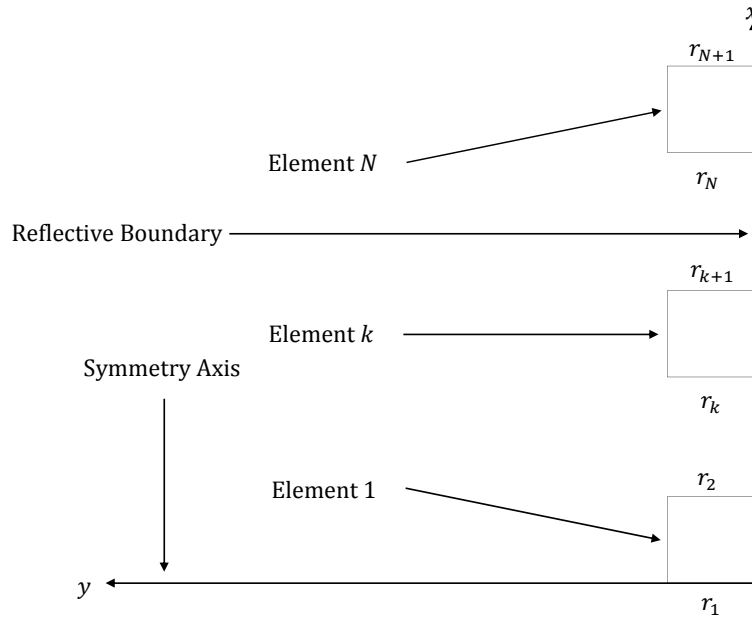 x
r_{N+1}
Element N
r_N
Reflective Boundary
r_{k+1}
Element k
Symmetry Axis
r_k
Element 1
r_2
y
r_1